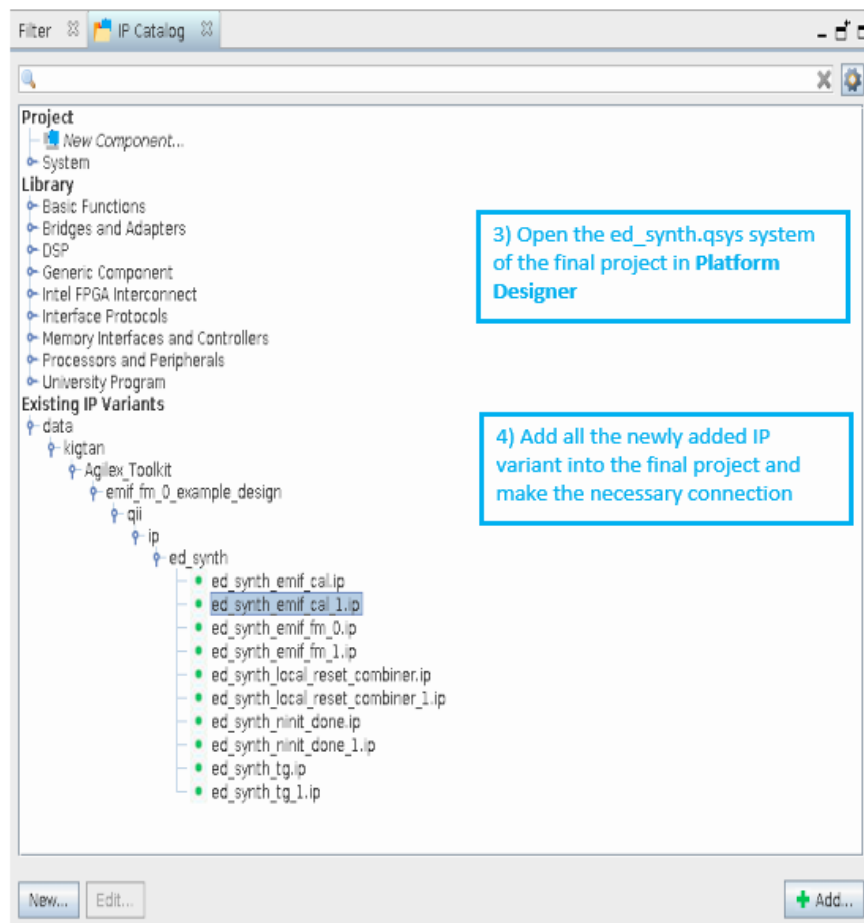 Filter
IP Catalog
Project
New Component...
System
Library
Basic Functions
Bridges and Adapters
DSP
Generic Component
Intel FPGA Interconnect
Interface Protocols
Memory Interfaces and Controllers
Processors and Peripherals
University Program
Existing IP Variants
data
kigtan
Agilex_Toolkit
emif_fm_0_example_design
qii
ip
ed_synth
ed_synth_emif_cal.ip
ed_synth_emif_cal_1.ip
ed_synth_emif_fm_0.ip
ed_synth_emif_fm_1.ip
ed_synth_local_reset_combiner.ip
ed_synth_local_reset_combiner_1.ip
ed_synth_ninit_done.ip
ed_synth_ninit_done_1.ip
ed_synth_tg.ip
ed_synth_tg_1.ip
3) Open the ed_synth.qsys system
of the final project in Platform
Designer
4) Add all the newly added IP
variant into the final project and
make the necessary connection
New...
Edit...
Add...